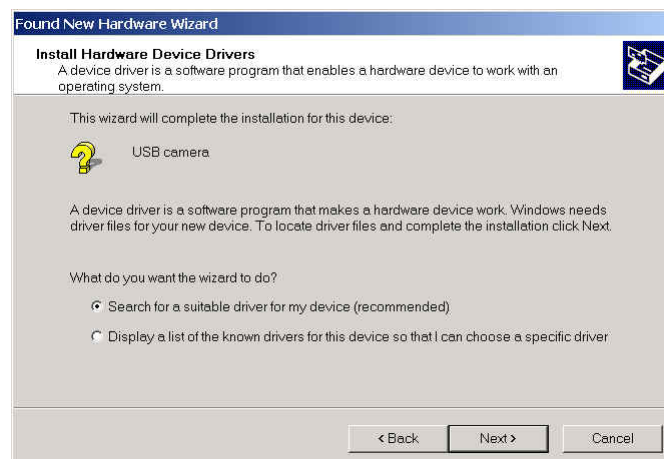 Found New Hardware Wizard
Install Hardware Device Drivers
A device driver is a software program that enables a hardware device to work with an
operating system.
This wizard will complete the installation for this device:
USB camera
A device driver is a software program that makes a hardware device work. Windows needs
driver files for your new device. To locate driver files and complete the installation click Next.
What do you want the wizard to do?
Search for a suitable driver for my device (recommended)
Display a list of the known drivers for this device so that I can choose a specific driver
< Back Next > Cancel